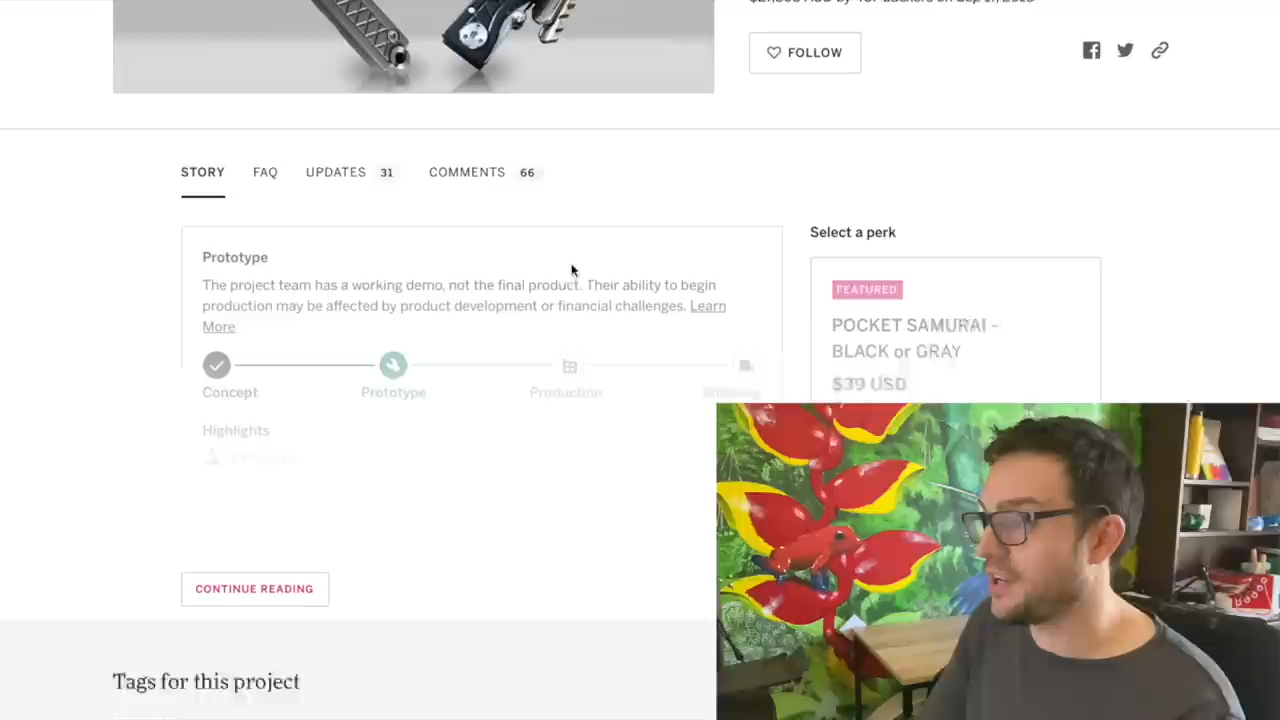 FOLLOW
STORY FAQ UPDATES 31 COMMENTS 66
Prototype
The project team has a working demo, not the final product. Their ability to begin
production may be affected by product development or financial challenges. Learn
More
Concept Prototype Production
Highlights
CONTINUE READING
Tags for this project
Select a perk
FEATURED
POCKET SAMURAI -
BLACK or GRAY
$39 USD